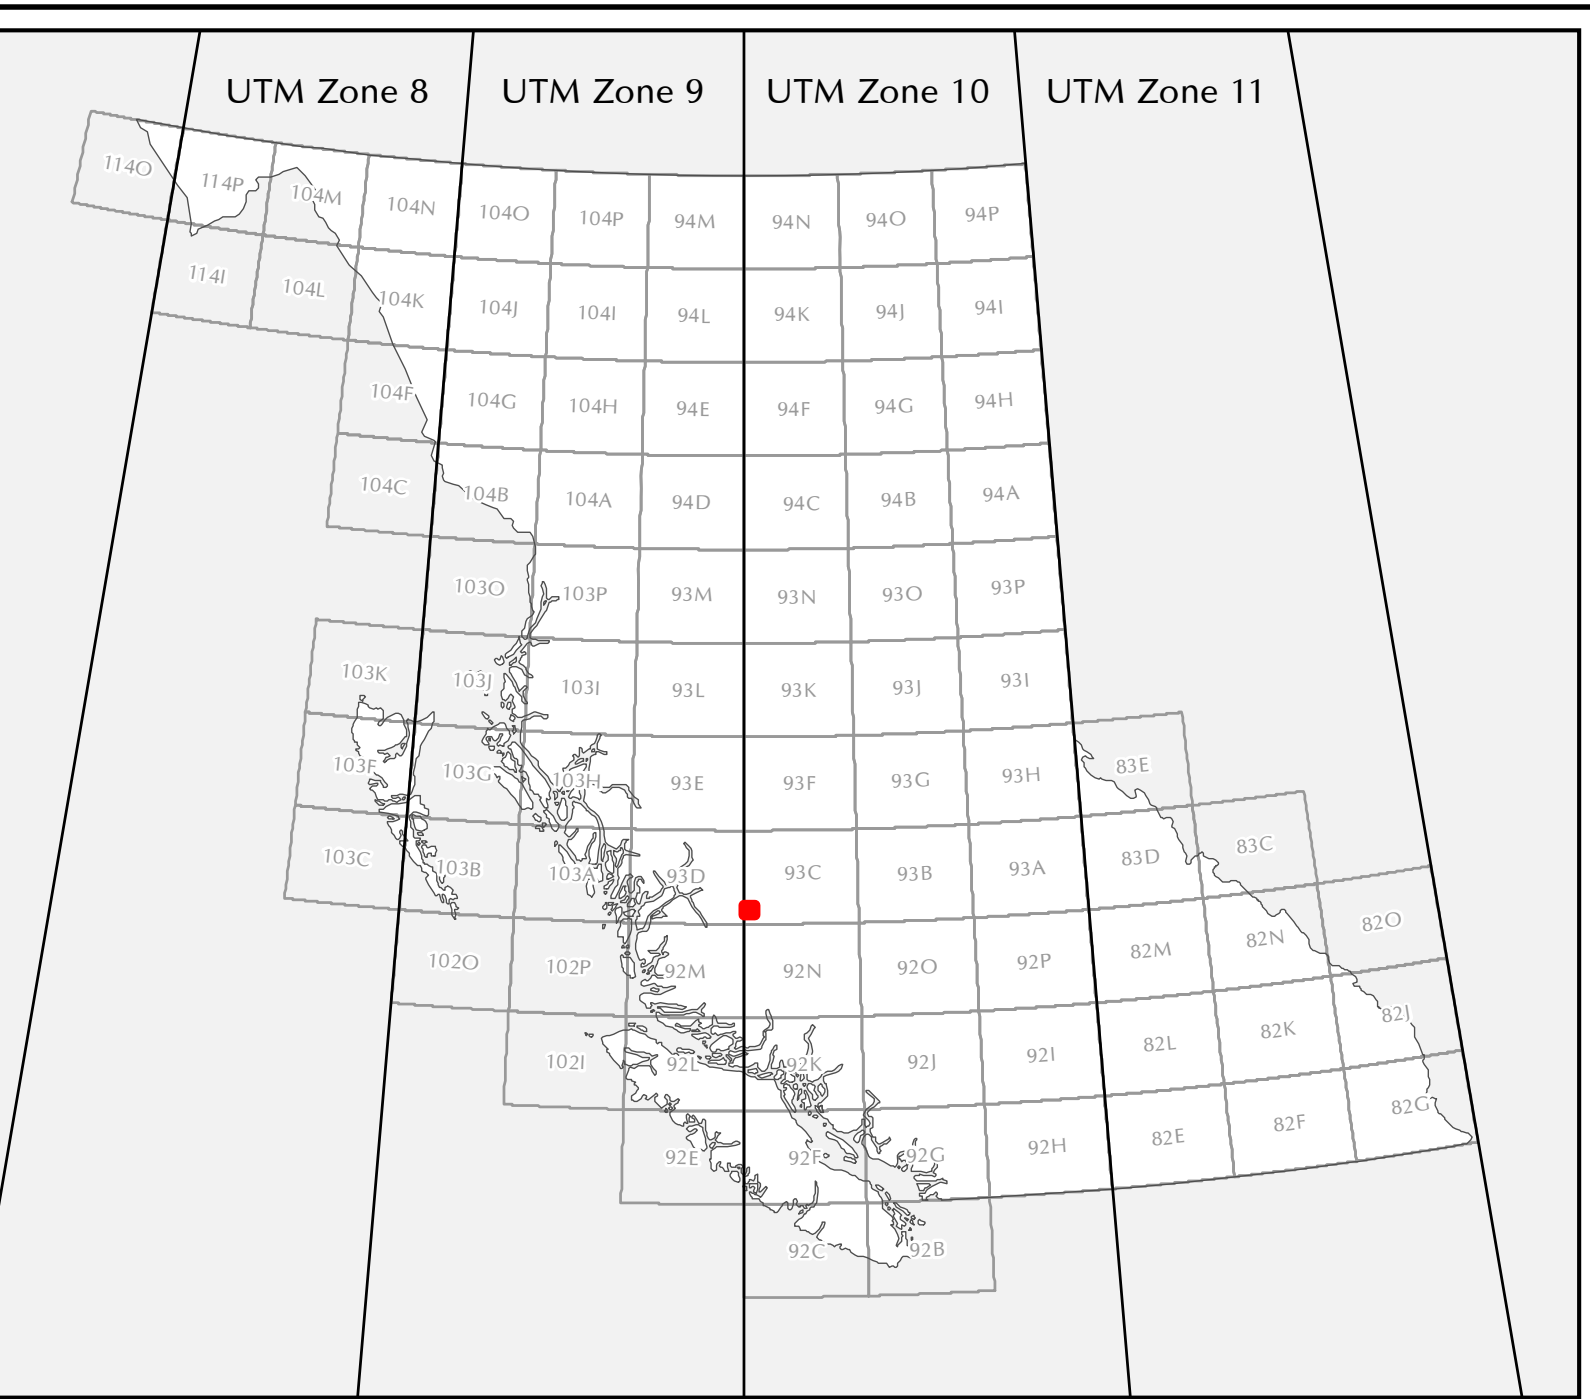 UTM Zone 8 UTM Zone 9 UTM Zone 10 UTM Zone 11
114O 114P 104M 104N 104O 104P 94M 94N 94O 94P
114I 104L 104K 104J 104I 94L 94K 94J 94I
104F 104G 104H 94E 94F 94G 94H
104C 104B 104A 94D 94C 94B 94A
103O 103P 93M 93N 93O 93P
103K 103J 103I 93L 93K 93J 93I
103F 103G 103H 93E 93F 93G 93H 83E
103C 103B 103A 93D 93C 93B 93A 83D 83C
102O 102P 92M 92N 92O 92P 82M 82N 82O
102I 92L 92K 92J 92I 82L 82K 82J
92E 92F 92G 92H 82E 82F 82G
92C 92B